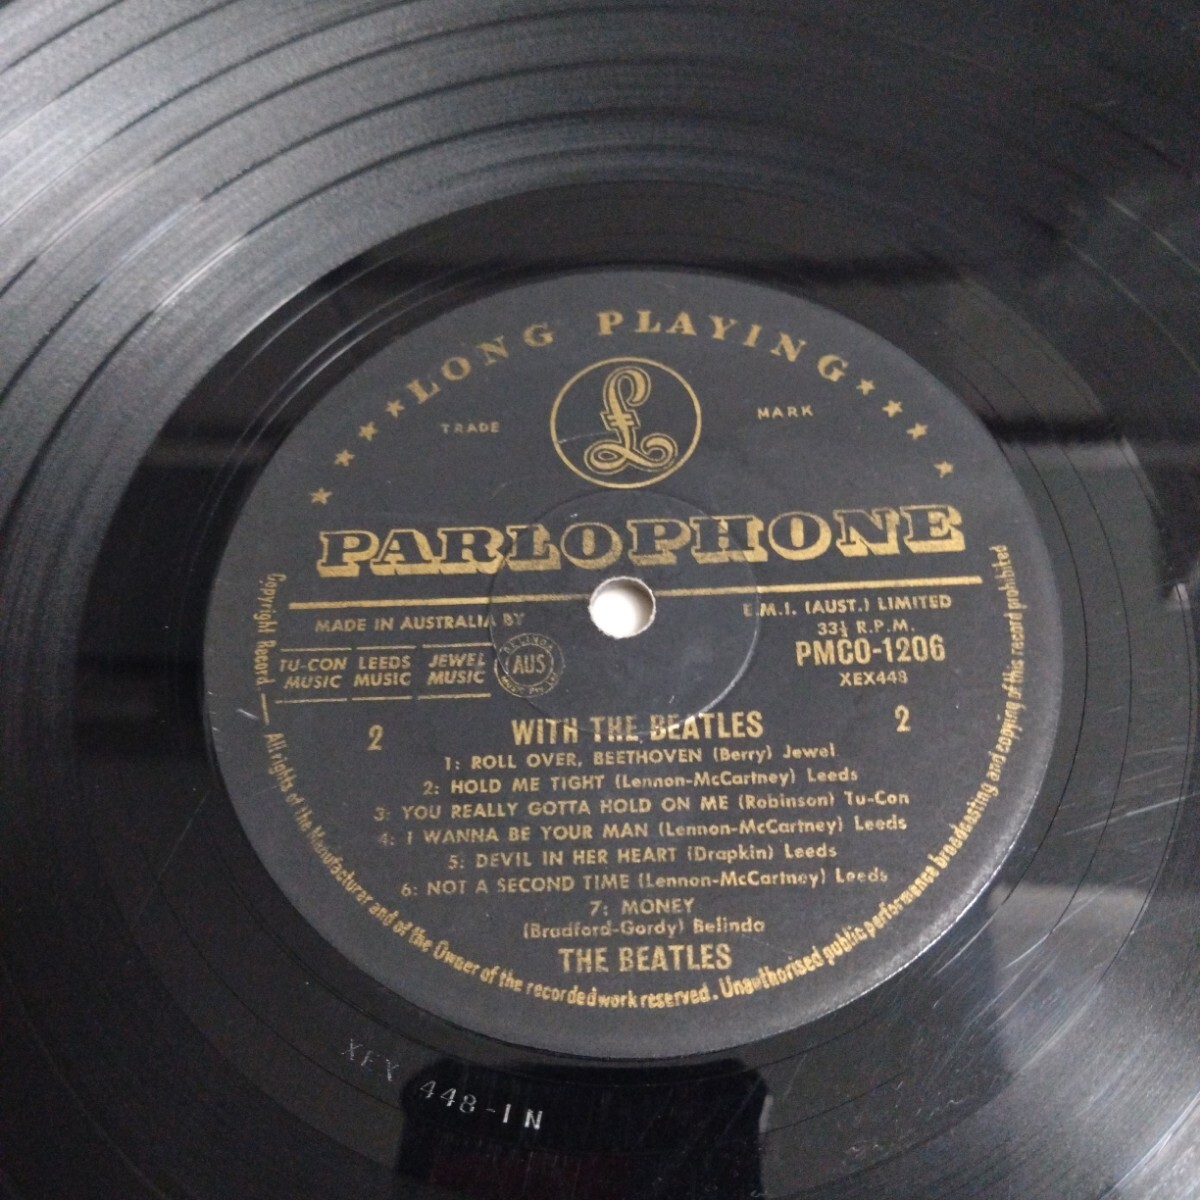 LONG PLAYING
TRADE MARK
£
PARLOPHONE
MADE IN AUSTRALIA BY E.M.I. (AUST.) LIMITED
33⅓ R.P.M.
PMCO-1206
XEX448
TU-CON MUSIC
LEEDS MUSIC
JEWEL MUSIC
BELINDA
AUS
2 2
WITH THE BEATLES
1: ROLL OVER, BEETHOVEN (Berry) Jewel
2: HOLD ME TIGHT (Lennon-McCartney) Leeds
3: YOU REALLY GOTTA HOLD ON ME (Robinson) Tu-Con
4: I WANNA BE YOUR MAN (Lennon-McCartney) Leeds
5: DEVIL IN HER HEART (Drapkin) Leeds
6: NOT A SECOND TIME (Lennon-McCartney) Leeds
7: MONEY
(Bradford-Gordy) Belinda
THE BEATLES
Copyright Record — All rights of the Manufacturer and of the Owner of the recorded work reserved. Unauthorised public performance broadcasting and copying of this record prohibited
XEX 448-1N